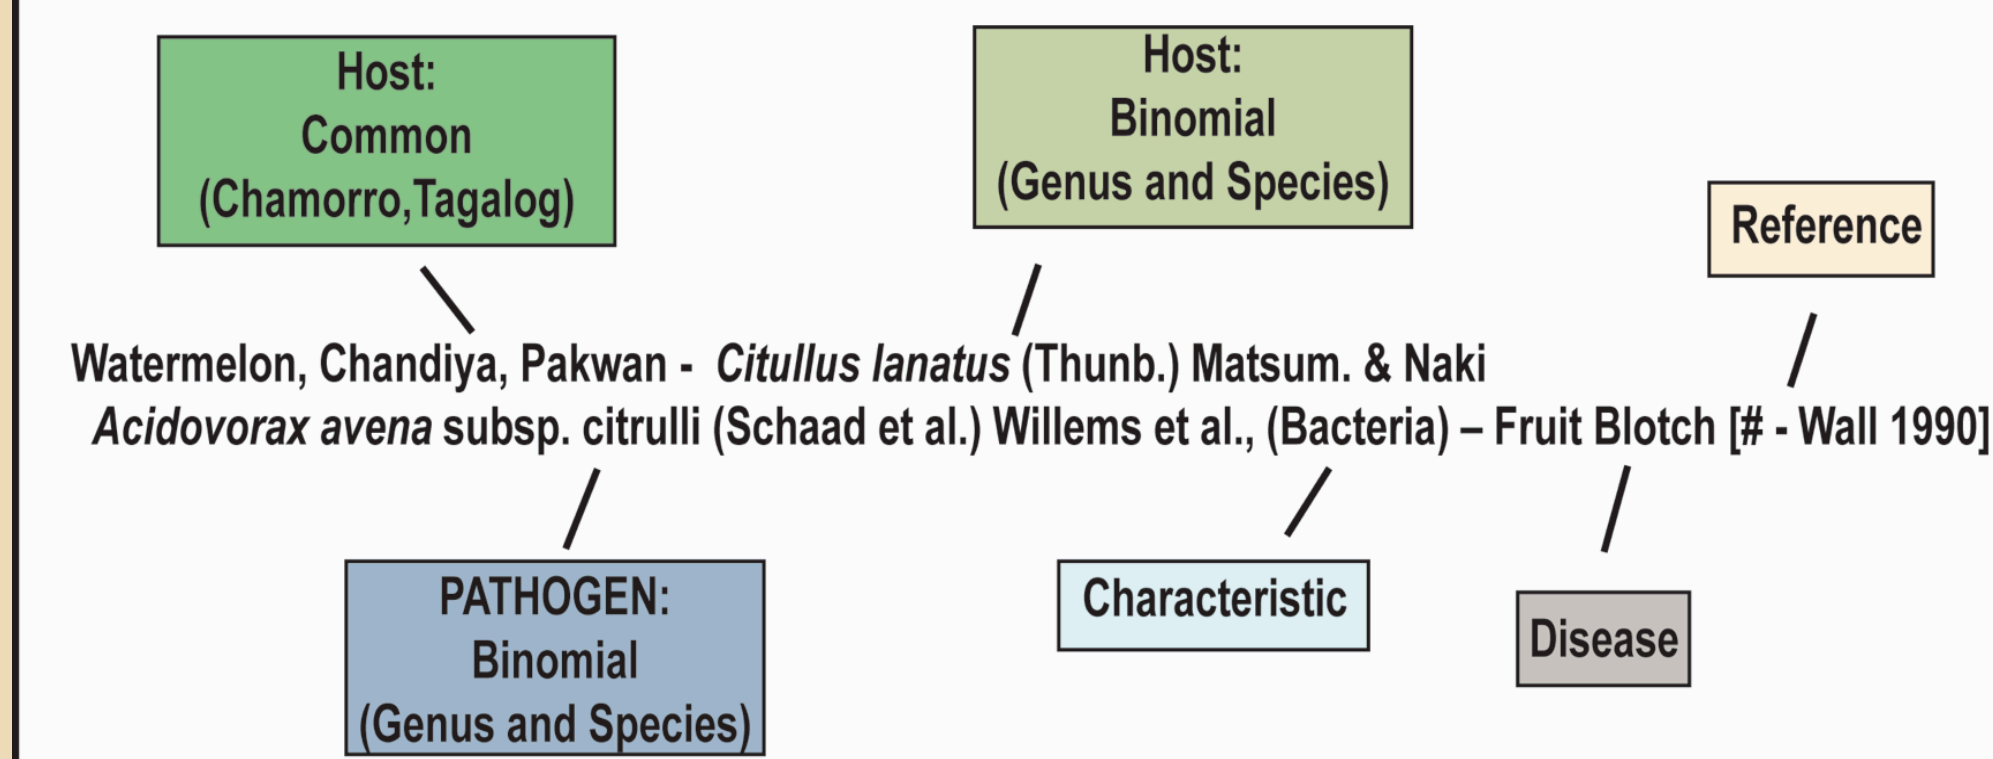 Host:
Common
(Chamorro,Tagalog)
Host:
Binomial
(Genus and Species)
Reference
Watermelon, Chandiya, Pakwan - Citullus lanatus (Thunb.) Matsum. & Naki
Acidovorax avena subsp. citrulli (Schaad et al.) Willems et al., (Bacteria) – Fruit Blotch [# - Wall 1990]
PATHOGEN:
Binomial
(Genus and Species)
Characteristic
Disease